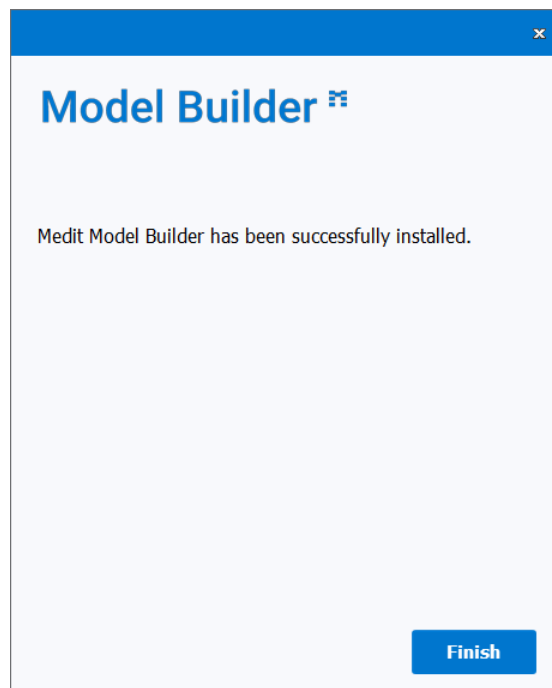 Model Builder
Medit Model Builder has been successfully installed.
Finish